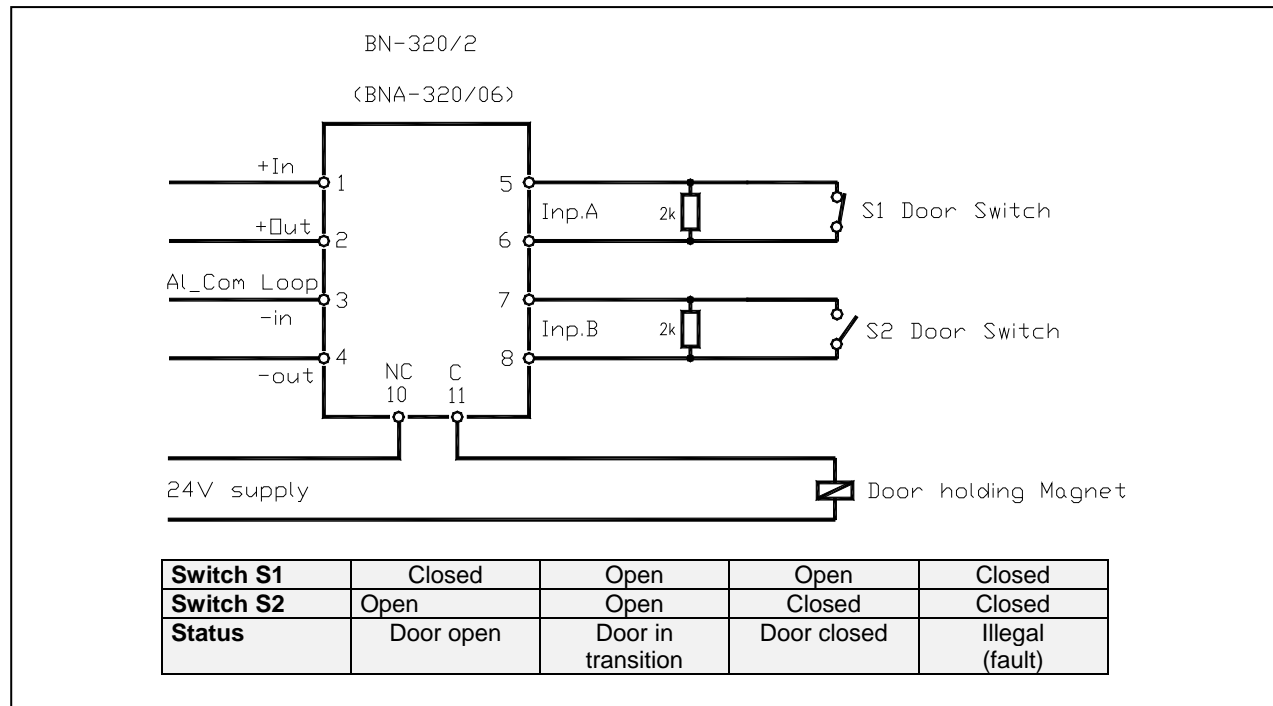 BN-320/2
(BNA-320/06)
+In
1
5
Inp.A
2k
S1 Door Switch
+Out
2
6
Al_Com Loop
3
7
-in
Inp.B
2k
S2 Door Switch
4
8
-out
NC
C
10
11
24V supply
Door holding Magnet
Switch S1 Closed Open Open Closed
Switch S2 Open Open Closed Closed
Status Door open Door in Door closed Illegal
transition (fault)